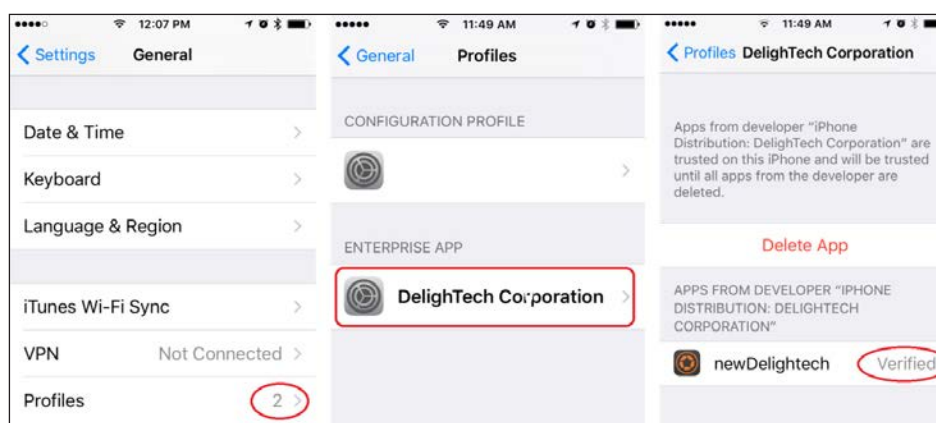 12:07 PM
Settings General
Date & Time
Keyboard
Language & Region
iTunes Wi-Fi Sync
VPN Not Connected
Profiles 2
11:49 AM
General Profiles
CONFIGURATION PROFILE
ENTERPRISE APP
DelighTech Corporation
11:49 AM
Profiles DelighTech Corporation
Apps from developer “iPhone
Distribution: DelighTech Corporation” are
trusted on this iPhone and will be trusted
until all apps from the developer are
deleted.
Delete App
APPS FROM DEVELOPER “IPHONE
DISTRIBUTION: DELIGHTECH
CORPORATION”
newDelightech Verified